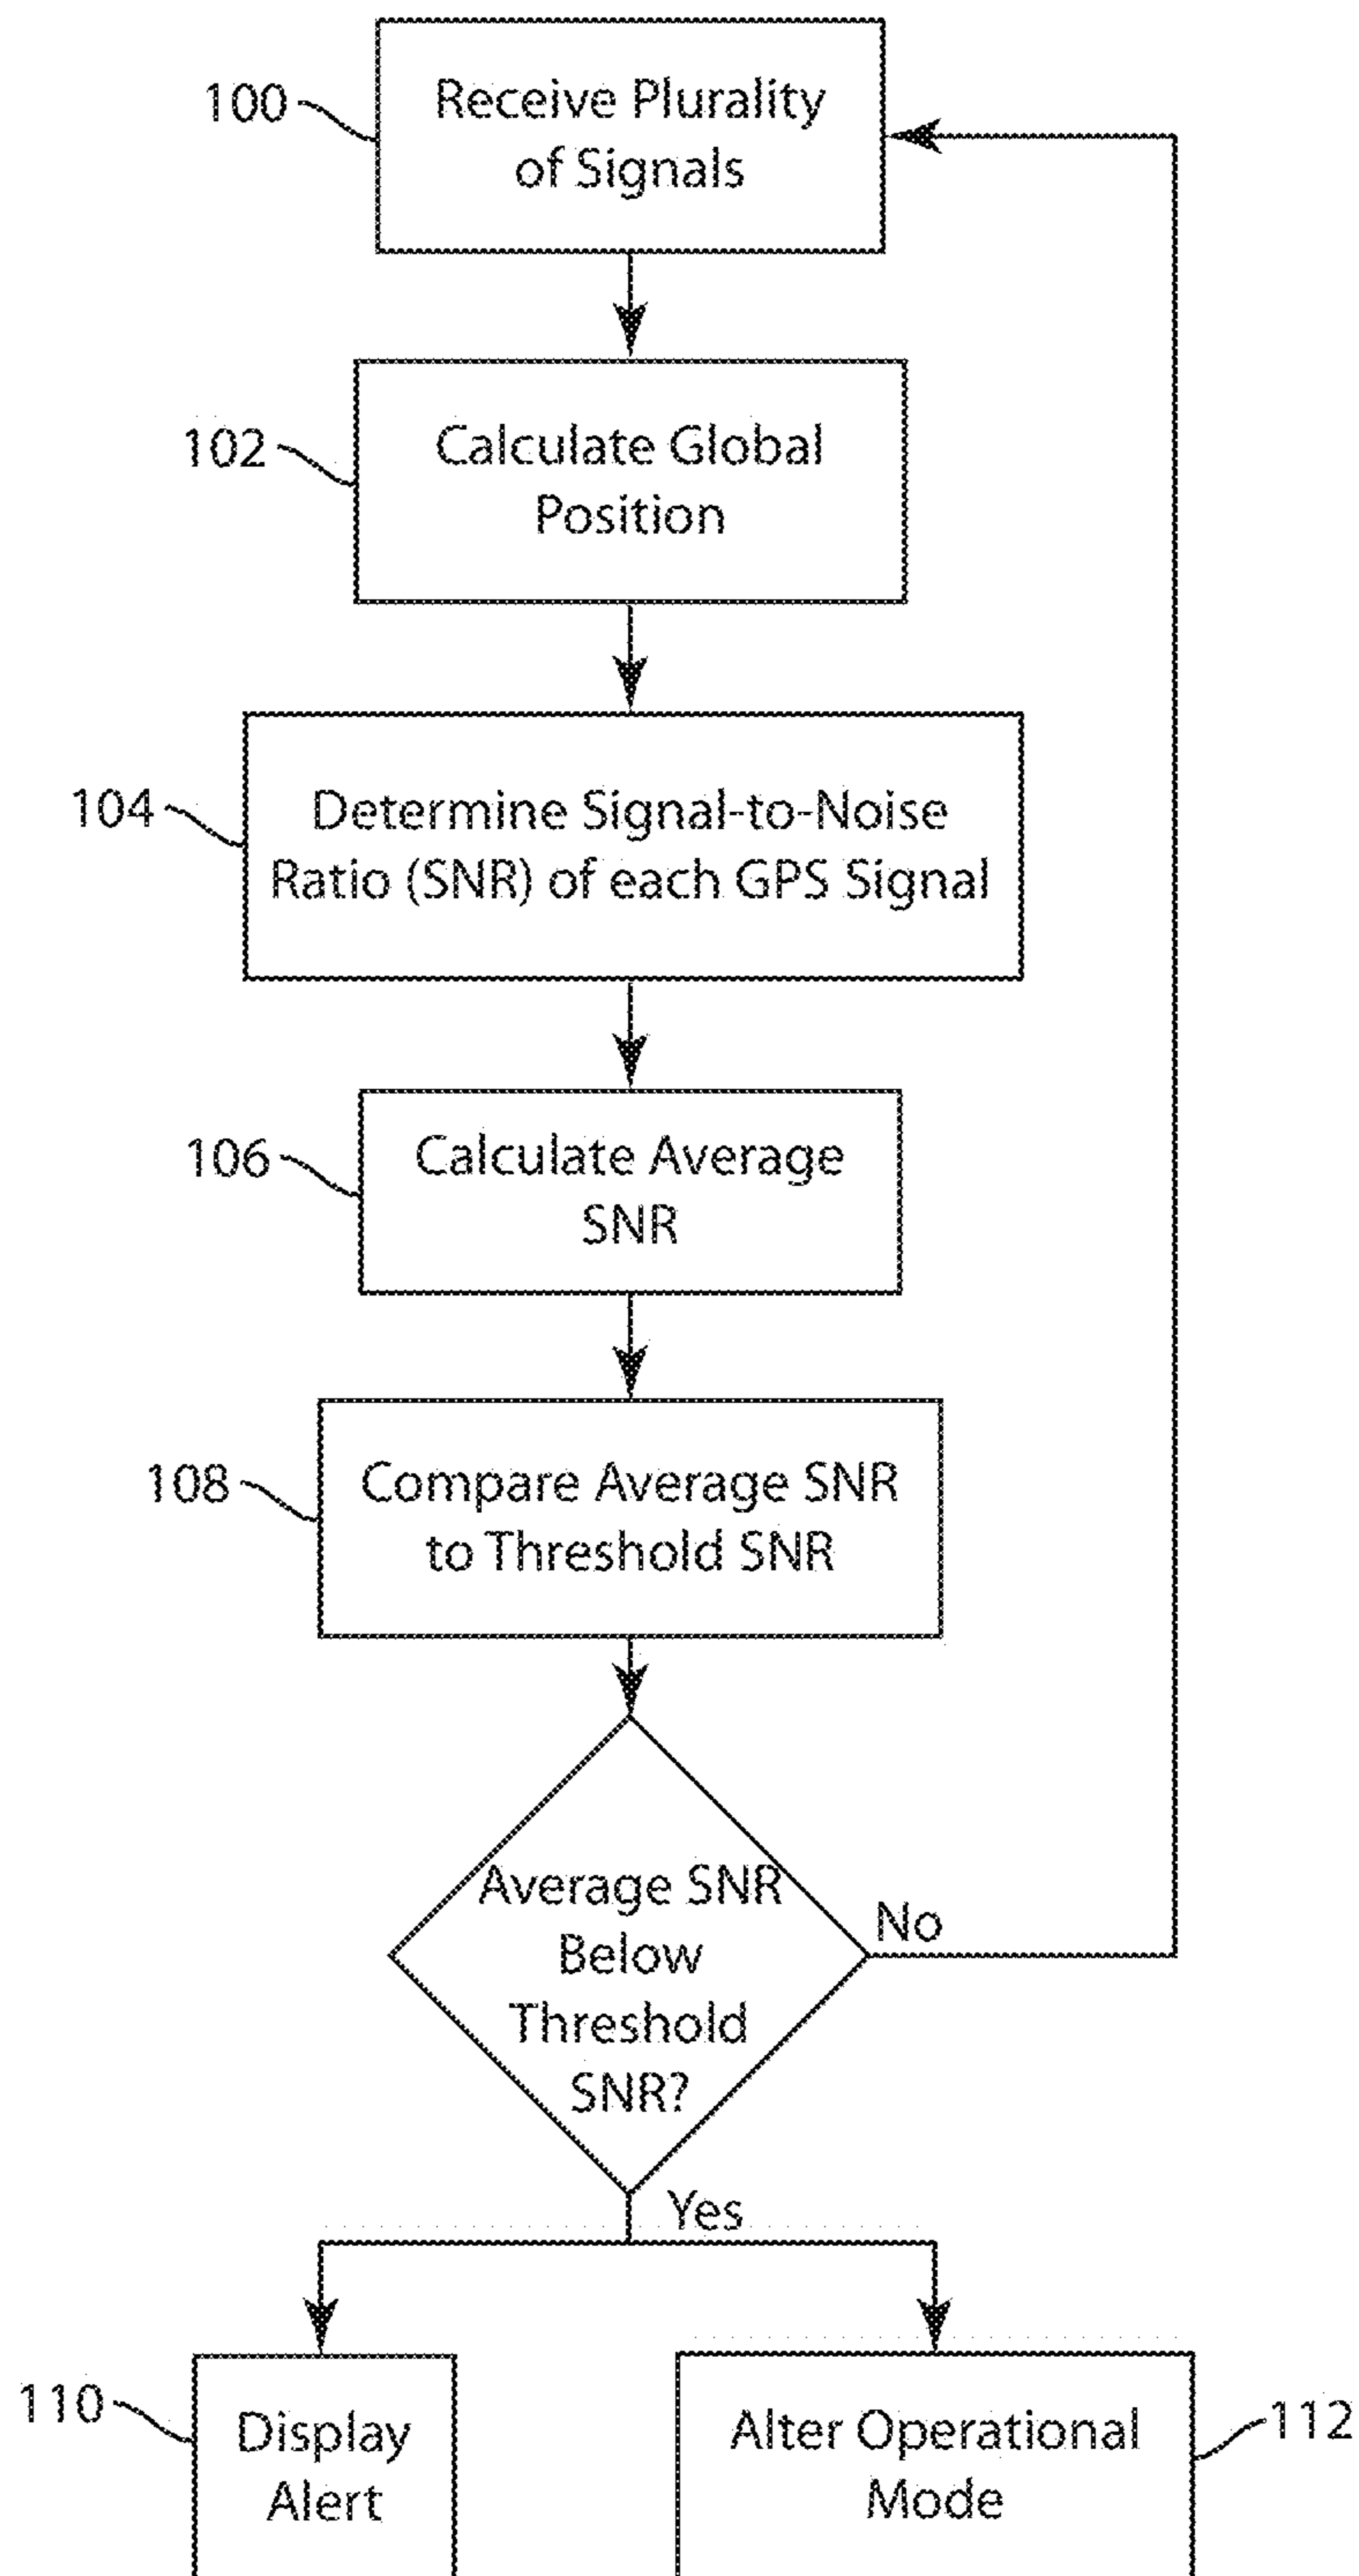 100
Receive Plurality
of Signals
102
Calculate Global
Position
104
Determine Signal-to-Noise
Ratio (SNR) of each GPS Signal
106
Calculate Average
SNR
108
Compare Average SNR
to Threshold SNR
Average SNR
Below
Threshold
SNR?
No
Yes
110
Display
Alert
Alter Operational
Mode
112